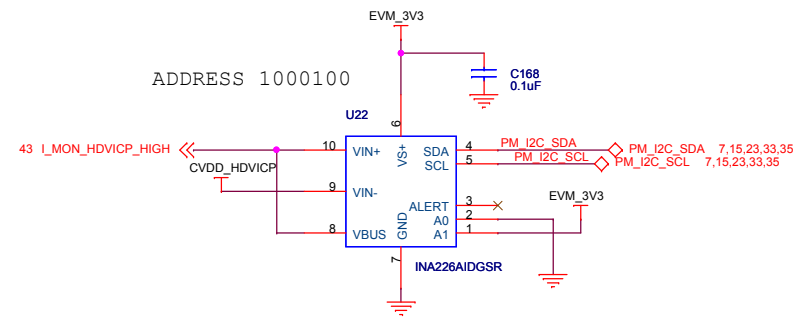 EVM_3V3
ADDRESS 1000100
C168
0.1uF
U22
6
43 I_MON_HDVICP_HIGH
10
VIN+
VS+
SDA
4
PM_I2C_SDA
PM_I2C_SDA 7,15,23,33,35
SCL
5
PM_I2C_SCL
PM_I2C_SCL 7,15,23,33,35
CVDD_HDVICP
9
VIN-
EVM_3V3
ALERT
3
A0
2
8
VBUS
GND
A1
1
7
INA226AIDGSR